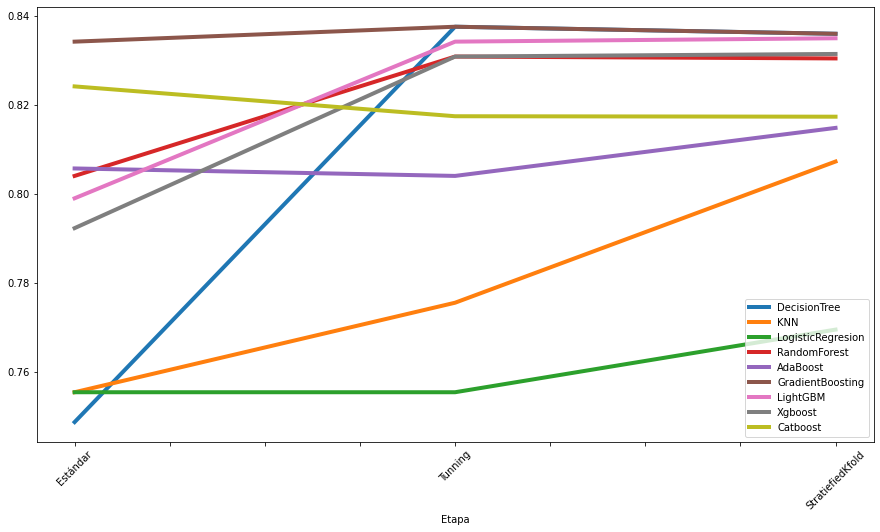 0.84
0.82
0.80
0.78
0.76
DecisionTree
KNN
LogisticRegresion
RandomForest
AdaBoost
GradientBoosting
LightGBM
Xgboost
Catboost
Estándar
Tunning
StratiefiedKfold
Etapa